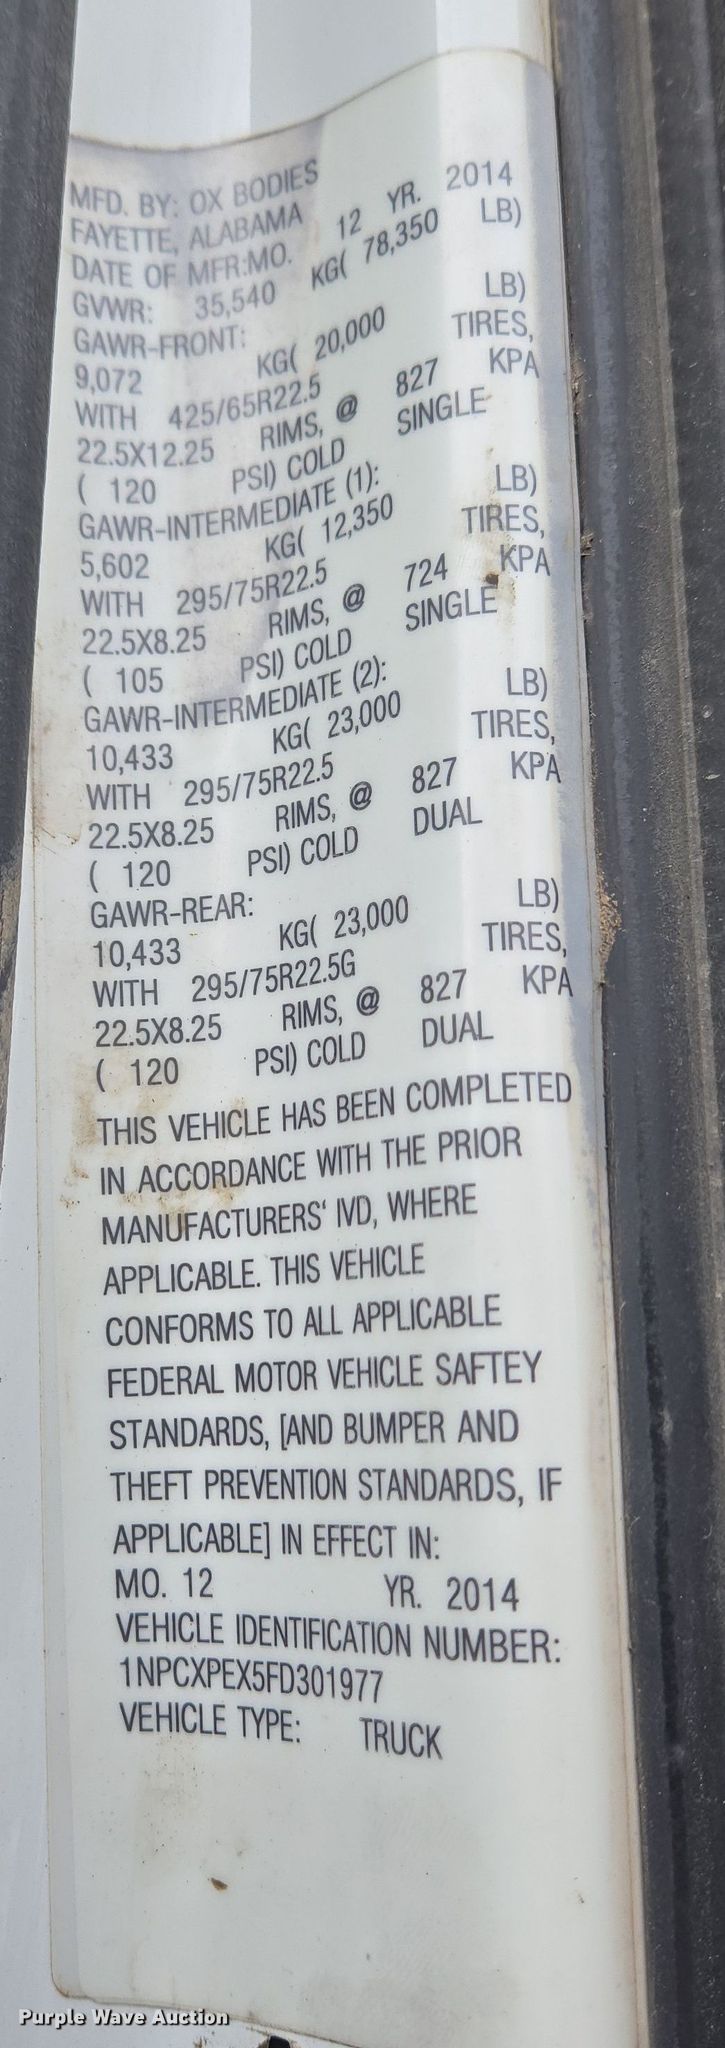 MFD. BY: OX BODIES
FAYETTE, ALABAMA
DATE OF MFR:MO. 12 YR. 2014
GVWR: 35,540 KG( 78,350 LB)
GAWR-FRONT:
9,072 KG( 20,000 LB)
WITH 425/65R22.5 TIRES,
22.5X12.25 RIMS, @ 827 KPA
( 120 PSI) COLD SINGLE
GAWR-INTERMEDIATE (1):
5,602 KG( 12,350 LB)
WITH 295/75R22.5 TIRES,
22.5X8.25 RIMS, @ 724 KPA
( 105 PSI) COLD SINGLE
GAWR-INTERMEDIATE (2):
10,433 KG( 23,000 LB)
WITH 295/75R22.5 TIRES,
22.5X8.25 RIMS, @ 827 KPA
( 120 PSI) COLD DUAL
GAWR-REAR:
10,433 KG( 23,000 LB)
WITH 295/75R22.5G TIRES,
22.5X8.25 RIMS, @ 827 KPA
( 120 PSI) COLD DUAL
THIS VEHICLE HAS BEEN COMPLETED
IN ACCORDANCE WITH THE PRIOR
MANUFACTURERS' IVD, WHERE
APPLICABLE. THIS VEHICLE
CONFORMS TO ALL APPLICABLE
FEDERAL MOTOR VEHICLE SAFTEY
STANDARDS, [AND BUMPER AND
THEFT PREVENTION STANDARDS, IF
APPLICABLE] IN EFFECT IN:
MO. 12 YR. 2014
VEHICLE IDENTIFICATION NUMBER:
1NPCXPEX5FD301977
VEHICLE TYPE: TRUCK
Purple Wave Auction